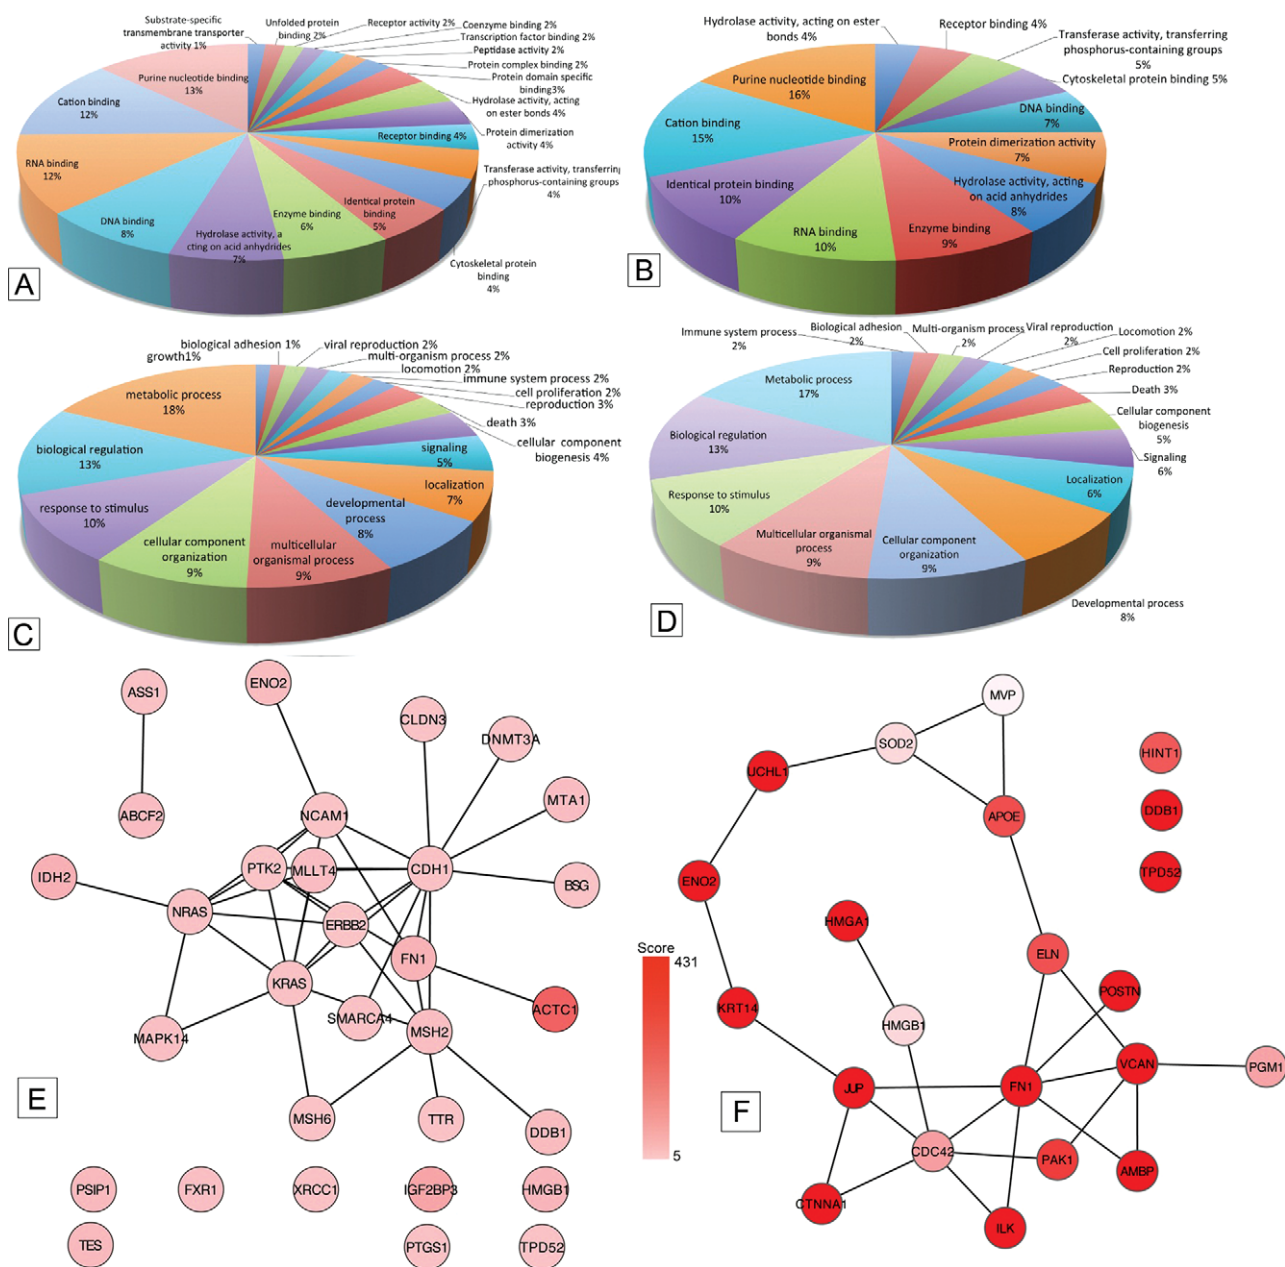 Substrate-specific
transmembrane transporter
activity 1%
Unfolded protein
binding 2%
Receptor activity 2%
Coenzyme binding 2%
Transcription factor binding 2%
Peptidase activity 2%
Protein complex binding 2%
Protein domain specific
binding3%
Hydrolase activity, acting
on ester bonds 4%
Protein dimerization
activity 4%
Receptor binding 4%
Transferase activity, transferring
phosphorus-containing groups
4%
Cytoskeletal protein
binding
4%
Identical protein
binding
5%
Enzyme binding
6%
Hydrolase activity, a
cting on acid anhydrides
7%
DNA binding
8%
RNA binding
12%
Cation binding
12%
Purine nucleotide binding
13%
A
Hydrolase activity, acting on ester
bonds 4%
Receptor binding 4%
Transferase activity, transferring
phosphorus-containing groups
5%
Cytoskeletal protein binding 5%
DNA binding
7%
Protein dimerization activity
7%
Hydrolase activity, acting
on acid anhydrides
8%
Enzyme binding
9%
RNA binding
10%
Identical protein binding
10%
Cation binding
15%
Purine nucleotide binding
16%
B
growth1%
biological adhesion 1%
viral reproduction 2%
multi-organism process 2%
locomotion 2%
immune system process 2%
cell proliferation 2%
reproduction 3%
death 3%
cellular component
biogenesis 4%
signaling
5%
localization
7%
developmental
process
8%
multicellular
organismal process
9%
cellular component
organization
9%
response to stimulus
10%
biological regulation
13%
metabolic process
18%
C
Immune system process
2%
Biological adhesion
2%
Multi-organism process
2%
Viral reproduction
2%
Locomotion 2%
Cell proliferation 2%
Reproduction 2%
Death 3%
Cellular component
biogenesis
5%
Signaling
6%
Localization
6%
Developmental process
8%
Cellular component
organization
9%
Multicellular organismal
process
9%
Response to stimulus
10%
Biological regulation
13%
Metabolic process
17%
D
ASS1
ENO2
CLDN3
DNMT3A
ABCF2
NCAM1
MTA1
IDH2
PTK2
MLLT4
CDH1
BSG
NRAS
ERBB2
FN1
KRAS
ACTC1
SMARCA4
MSH2
MAPK14
MSH6
TTR
DDB1
PSIP1
FXR1
XRCC1
IGF2BP3
HMGB1
TES
PTGS1
TPD52
E
Score
431
5
MVP
SOD2
HINT1
UCHL1
APOE
DDB1
ENO2
TPD52
HMGA1
ELN
KRT14
HMGB1
POSTN
JUP
FN1
VCAN
PGM1
CDC42
PAK1
AMBP
CTNNA1
ILK
F